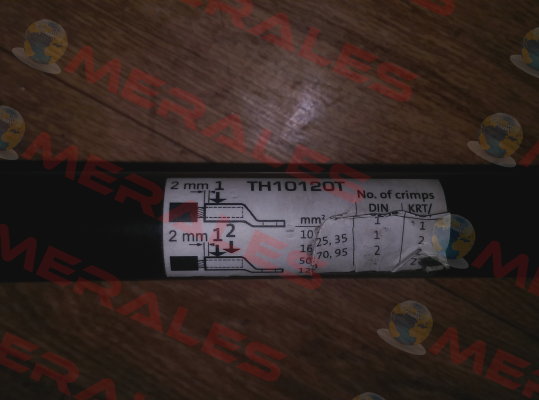 TH10120T
2 mm 1
2 mm 1 2
No. of crimps
mm² DIN KRT/
10 1 1
16 25, 35 1 2
50 70, 95 2 2
MERALES
MERALES
MERALES
MERALES
MERALES